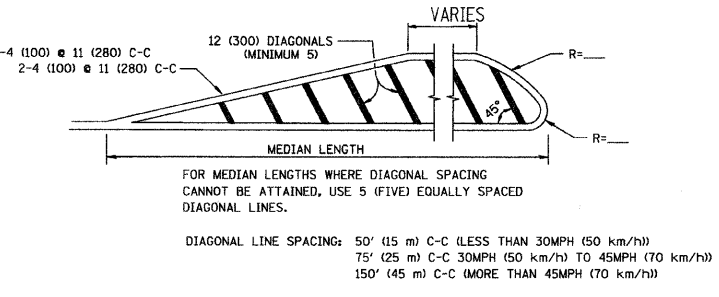 VARIES
12 (300) DIAGONALS
(MINIMUM 5)
-4 (100) @ 11 (280) C-C
2-4 (100) @ 11 (280) C-C
R=___
45°
R=___
MEDIAN LENGTH
FOR MEDIAN LENGTHS WHERE DIAGONAL SPACING
CANNOT BE ATTAINED, USE 5 (FIVE) EQUALLY SPACED
DIAGONAL LINES.
DIAGONAL LINE SPACING: 50' (15 m) C-C (LESS THAN 30MPH (50 km/h))
75' (25 m) C-C 30MPH (50 km/h) TO 45MPH (70 km/h))
150' (45 m) C-C (MORE THAN 45MPH (70 km/h))